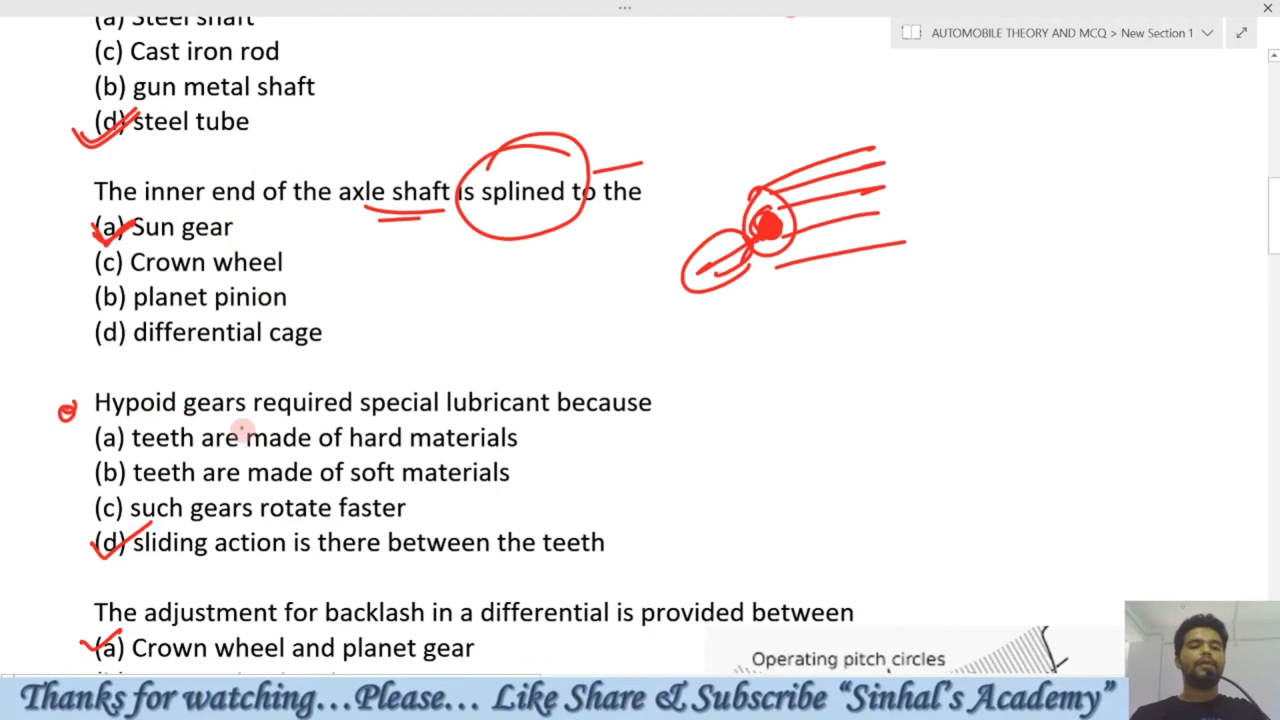 (a) Steel shaft
AUTOMOBILE THEORY AND MCQ > New Section 1
(c) Cast iron rod
(b) gun metal shaft
(d) steel tube
The inner end of the axle shaft is splined to the
(a) Sun gear
(c) Crown wheel
(b) planet pinion
(d) differential cage
Hypoid gears required special lubricant because
(a) teeth are made of hard materials
(b) teeth are made of soft materials
(c) such gears rotate faster
(d) sliding action is there between the teeth
The adjustment for backlash in a differential is provided between
(a) Crown wheel and planet gear
Operating pitch circles
Thanks for watching...Please... Like Share & Subscribe "Sinhal's Academy"